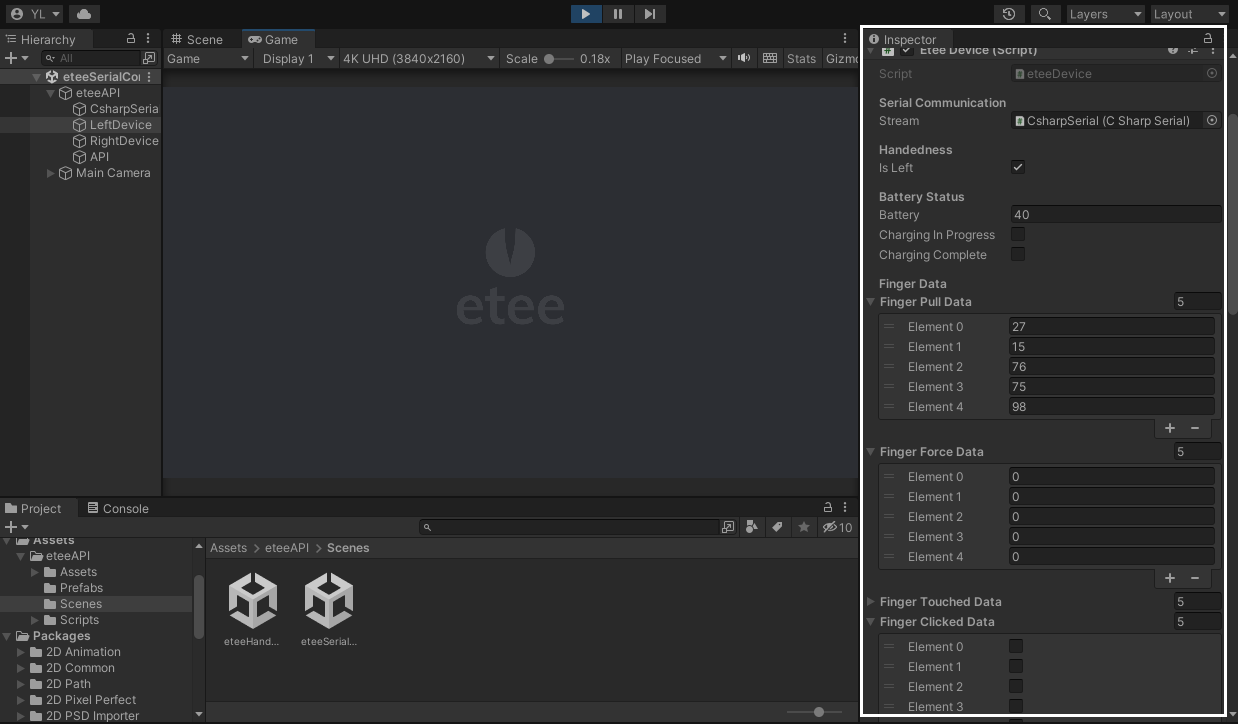 YL
Layers
Layout
Hierarchy
All
eteeSerialCo
eteeAPI
CsharpSeria
LeftDevice
RightDevice
API
Main Camera
Scene
Game
Game
Display 1
4K UHD (3840x2160)
Scale
0.18x
Play Focused
Stats
Gizmo
etee
Project
Console
10
Assets
eteeAPI
Assets
Prefabs
Scenes
Scripts
Packages
2D Animation
2D Common
2D Path
2D Pixel Perfect
2D PSD Importer
Assets > eteeAPI > Scenes
eteeHand...
eteeSerial...
Inspector
Etee Device (Script)
Script
eteeDevice
Serial Communication
Stream
CsharpSerial (C Sharp Serial)
Handedness
Is Left
Battery Status
Battery
40
Charging In Progress
Charging Complete
Finger Data
Finger Pull Data
5
Element 0
27
Element 1
15
Element 2
76
Element 3
75
Element 4
98
+ −
Finger Force Data
5
Element 0
0
Element 1
0
Element 2
0
Element 3
0
Element 4
0
+ −
Finger Touched Data
5
Finger Clicked Data
5
Element 0
Element 1
Element 2
Element 3